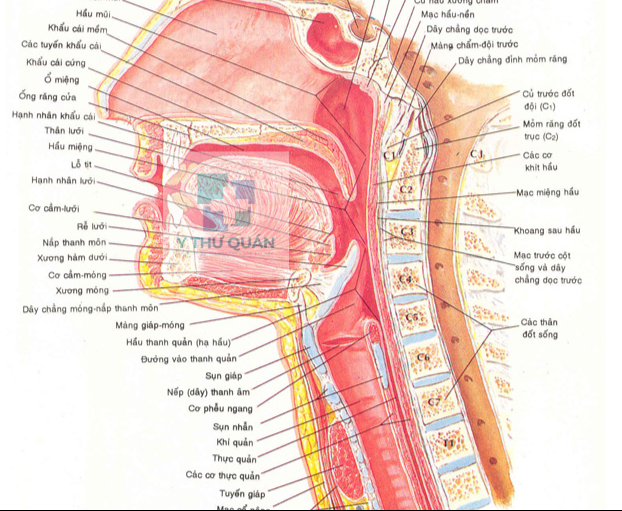 Hầu mũi
Khẩu cái mềm
Các tuyến khẩu cái
Khẩu cái cứng
Ổ miệng
Ống răng cửa
Hạnh nhân khẩu cái
Thân lưỡi
Hầu miệng
Lỗ tịt
Hạnh nhân lưỡi
Cơ cằm-lưỡi
Rễ lưỡi
Nắp thanh môn
Xương hàm dưới
Cơ cằm-móng
Xương móng
Dây chằng móng-nắp thanh môn
Màng giáp-móng
Hầu thanh quản (hạ hầu)
Đường vào thanh quản
Sụn giáp
Nếp (dây) thanh âm
Cơ phễu ngang
Sụn nhẫn
Khí quản
Thực quản
Các cơ thực quản
Tuyến giáp
Y THƯ QUÁN
C1
C2
C3
C4
C5
C6
C7
T1
C1
Củ hầu xương chẩm
Mạc hầu-nền
Dây chằng dọc trước
Màng chẩm-đội trước
Dây chằng đỉnh mỏm răng
Củ trước đốt
đội (C₁)
Mỏm răng đốt
trục (C₂)
Các cơ
khít hầu
Mạc miệng hầu
Khoang sau hầu
Mạc trước cột
sống và dây
chằng dọc trước
Các thân
đốt sống